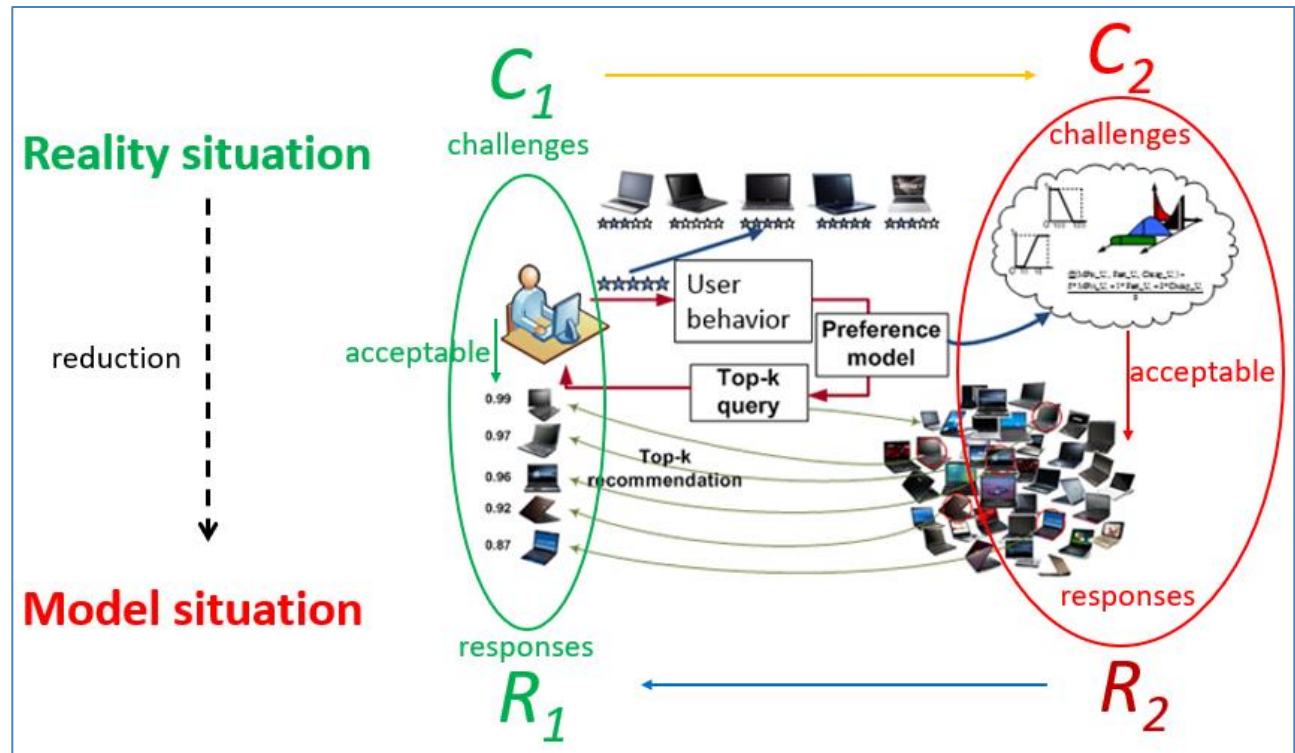 C1
C2
challenges
challenges
Reality situation
User
behavior
Preference
model
reduction
acceptable
acceptable
Top-k
query
0.99
0.97
Top-k
recommendation
0.96
0.92
0.87
Model situation
responses
responses
R1
R2